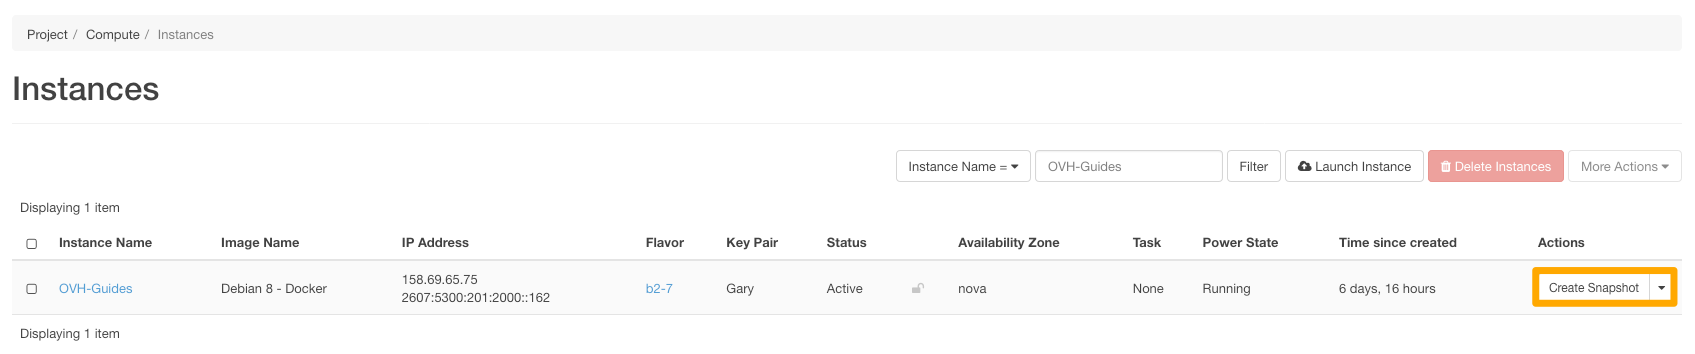 Project / Compute / Instances
Instances
Instance Name = OVH-Guides Filter Launch Instance Delete Instances More Actions
Displaying 1 item
Instance Name Image Name IP Address Flavor Key Pair Status Availability Zone Task Power State Time since created Actions
158.69.65.75
OVH-Guides Debian 8 - Docker b2-7 Gary Active nova None Running 6 days, 16 hours Create Snapshot
2607:5300:201:2000::162
Displaying 1 item